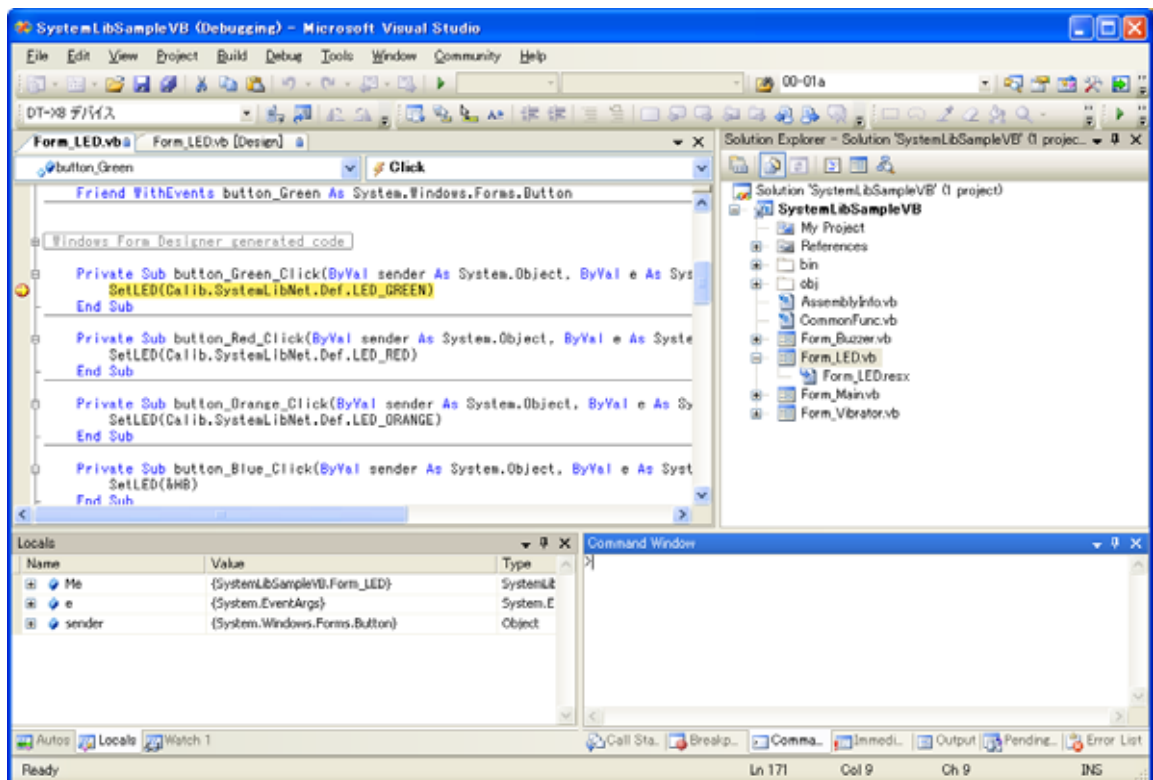 SystemLibSampleVB (Debugging) - Microsoft Visual Studio
File Edit View Project Build Debug Tools Window Community Help
00-01a
DT-X8 デバイス
Form_LED.vb Form_LED.vb [Design]
button_Green Click
Friend WithEvents button_Green As System.Windows.Forms.Button
Windows Form Designer generated code
Private Sub button_Green_Click(ByVal sender As System.Object, ByVal e As Sys
SetLED(Calib.SystemLibNet.Def.LED_GREEN)
End Sub
Private Sub button_Red_Click(ByVal sender As System.Object, ByVal e As Syste
SetLED(Calib.SystemLibNet.Def.LED_RED)
End Sub
Private Sub button_Orange_Click(ByVal sender As System.Object, ByVal e As Sy
SetLED(Calib.SystemLibNet.Def.LED_ORANGE)
End Sub
Private Sub button_Blue_Click(ByVal sender As System.Object, ByVal e As Syst
SetLED(&HB)
End Sub
Solution Explorer - Solution 'SystemLibSampleVB' (1 projec...
Solution 'SystemLibSampleVB' (1 project)
SystemLibSampleVB
My Project
References
bin
obj
AssemblyInfo.vb
CommonFunc.vb
Form_Buzzer.vb
Form_LED.vb
Form_LED.resx
Form_Main.vb
Form_Vibrator.vb
Locals
Name Value Type
Me {SystemLibSampleVB.Form_LED} SystemLib
e {System.EventArgs} System.E
sender {System.Windows.Forms.Button} Object
Autos Locals Watch 1
Command Window
>
Call Sta... Breakp... Comma... Immedi... Output Pending... Error List
Ready Ln 171 Col 9 Ch 9 INS